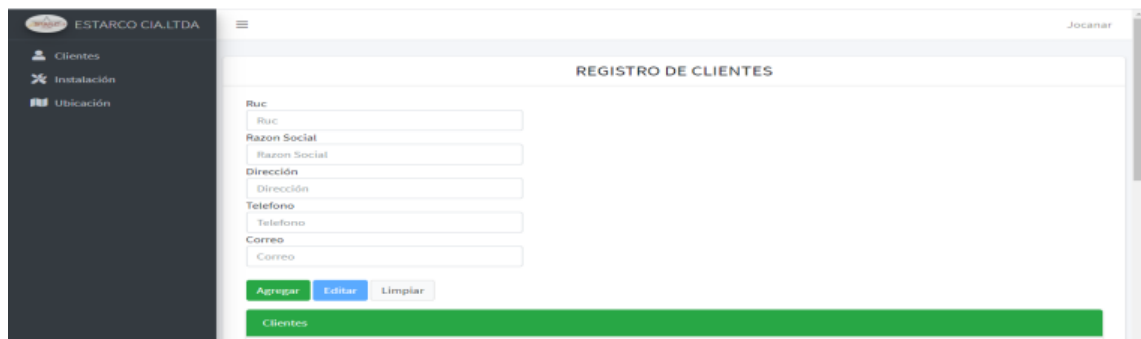 ESTARCO CIA.LTDA
Jocanar
Clientes
Instalación
Ubicación
REGISTRO DE CLIENTES
Ruc
Ruc
Razon Social
Razon Social
Dirección
Dirección
Telefono
Telefono
Correo
Correo
Agregar Editar Limpiar
Clientes